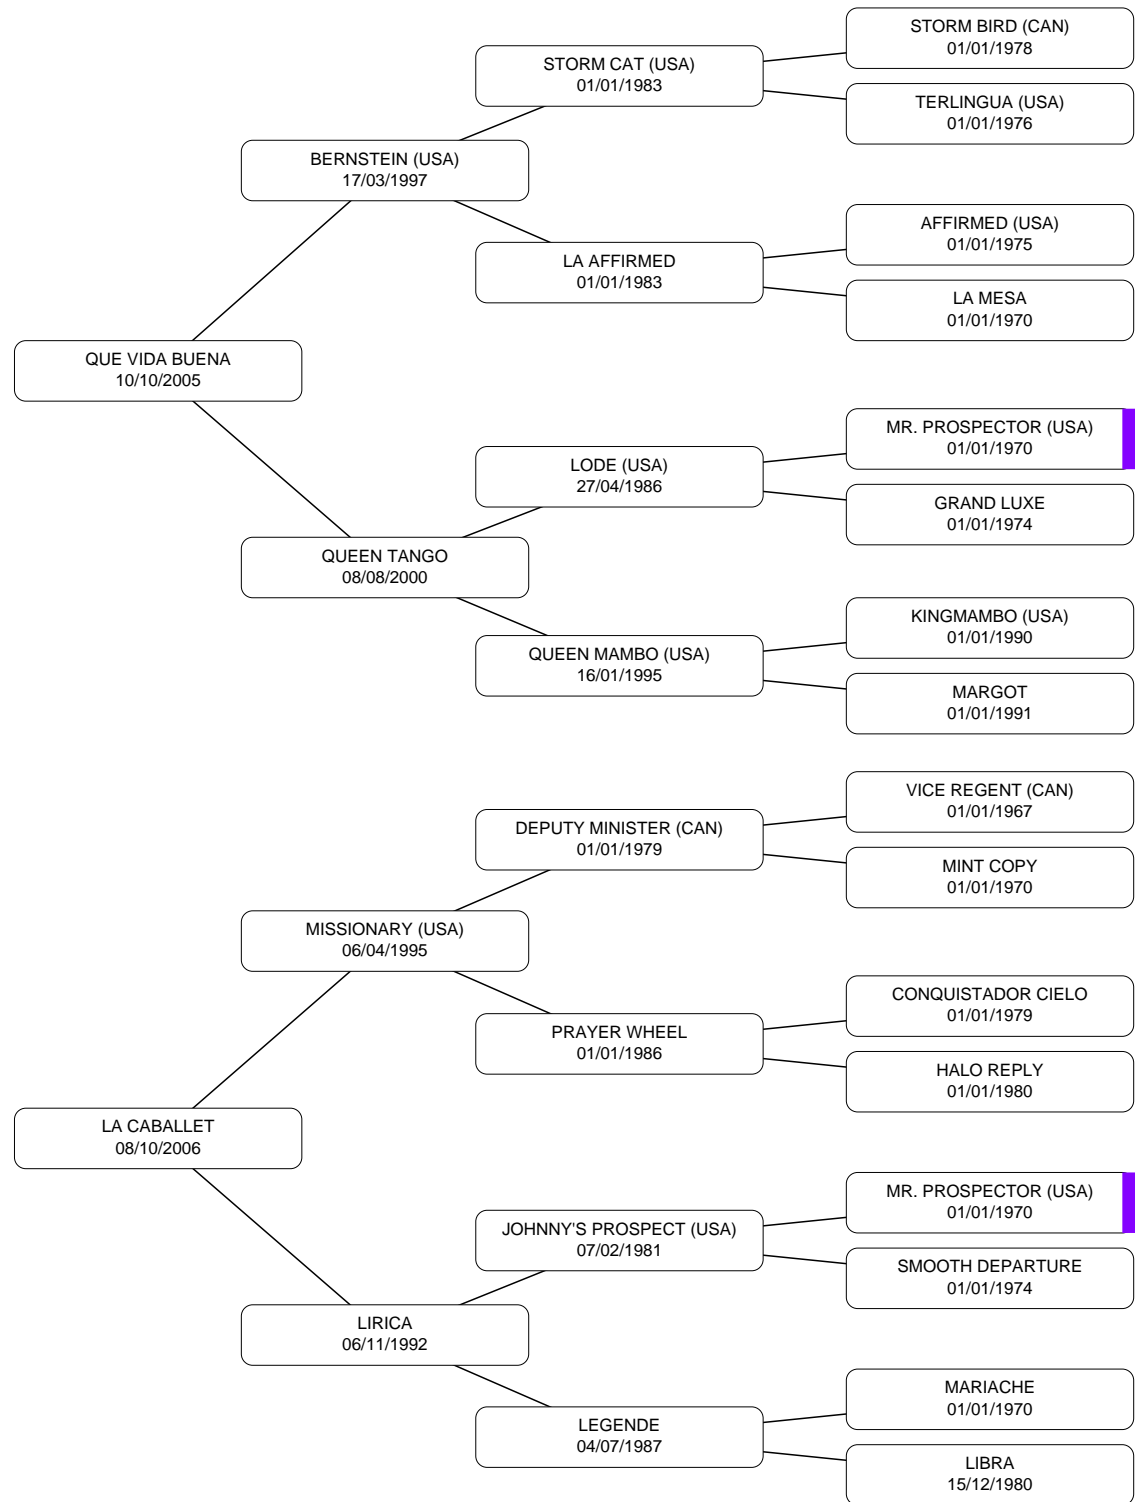 STORM BIRD (CAN)
01/01/1978
STORM CAT (USA)
01/01/1983
TERLINGUA (USA)
01/01/1976
BERNSTEIN (USA)
17/03/1997
AFFIRMED (USA)
01/01/1975
LA AFFIRMED
01/01/1983
LA MESA
01/01/1970
QUE VIDA BUENA
10/10/2005
MR. PROSPECTOR (USA)
01/01/1970
LODE (USA)
27/04/1986
GRAND LUXE
01/01/1974
QUEEN TANGO
08/08/2000
KINGMAMBO (USA)
01/01/1990
QUEEN MAMBO (USA)
16/01/1995
MARGOT
01/01/1991
VICE REGENT (CAN)
01/01/1967
DEPUTY MINISTER (CAN)
01/01/1979
MINT COPY
01/01/1970
MISSIONARY (USA)
06/04/1995
CONQUISTADOR CIELO
01/01/1979
PRAYER WHEEL
01/01/1986
HALO REPLY
01/01/1980
LA CABALLET
08/10/2006
MR. PROSPECTOR (USA)
01/01/1970
JOHNNY'S PROSPECT (USA)
07/02/1981
SMOOTH DEPARTURE
01/01/1974
LIRICA
06/11/1992
MARIACHE
01/01/1970
LEGENDE
04/07/1987
LIBRA
15/12/1980